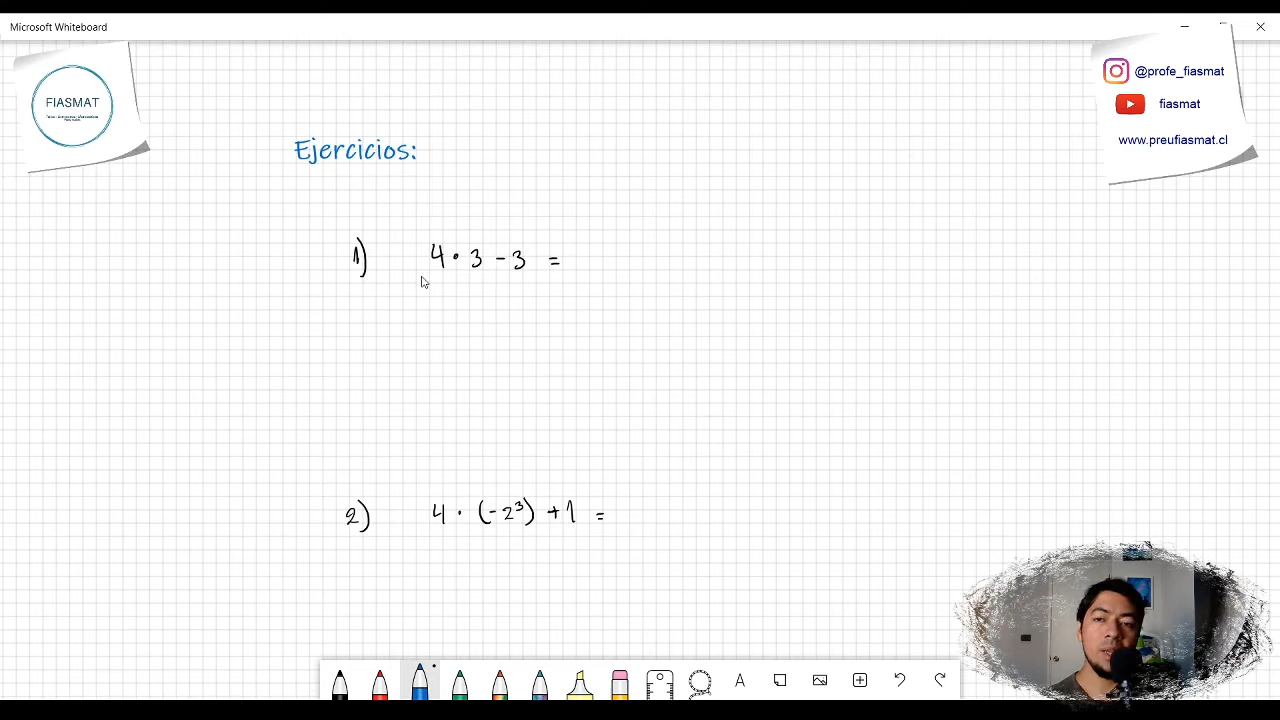 Microsoft Whiteboard
FIASMAT
@profe_fiasmat
fiasmat
www.preufiasmat.cl
Ejercicios:
1) 4 · 3 - 3 =
2) 4 · (-2³) + 1 =
A